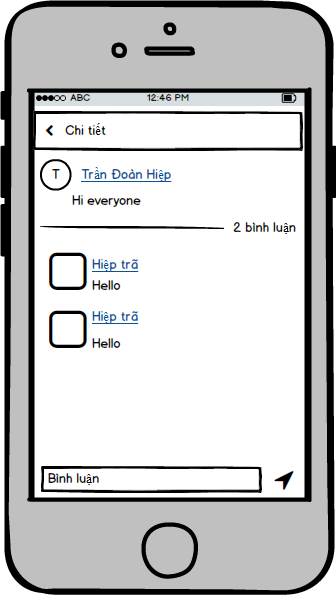 ABC 12:46 PM
Chi tiết
T Trần Đoàn Hiệp
Hi everyone
2 bình luận
Hiệp trã
Hello
Hiệp trã
Hello
Bình luận